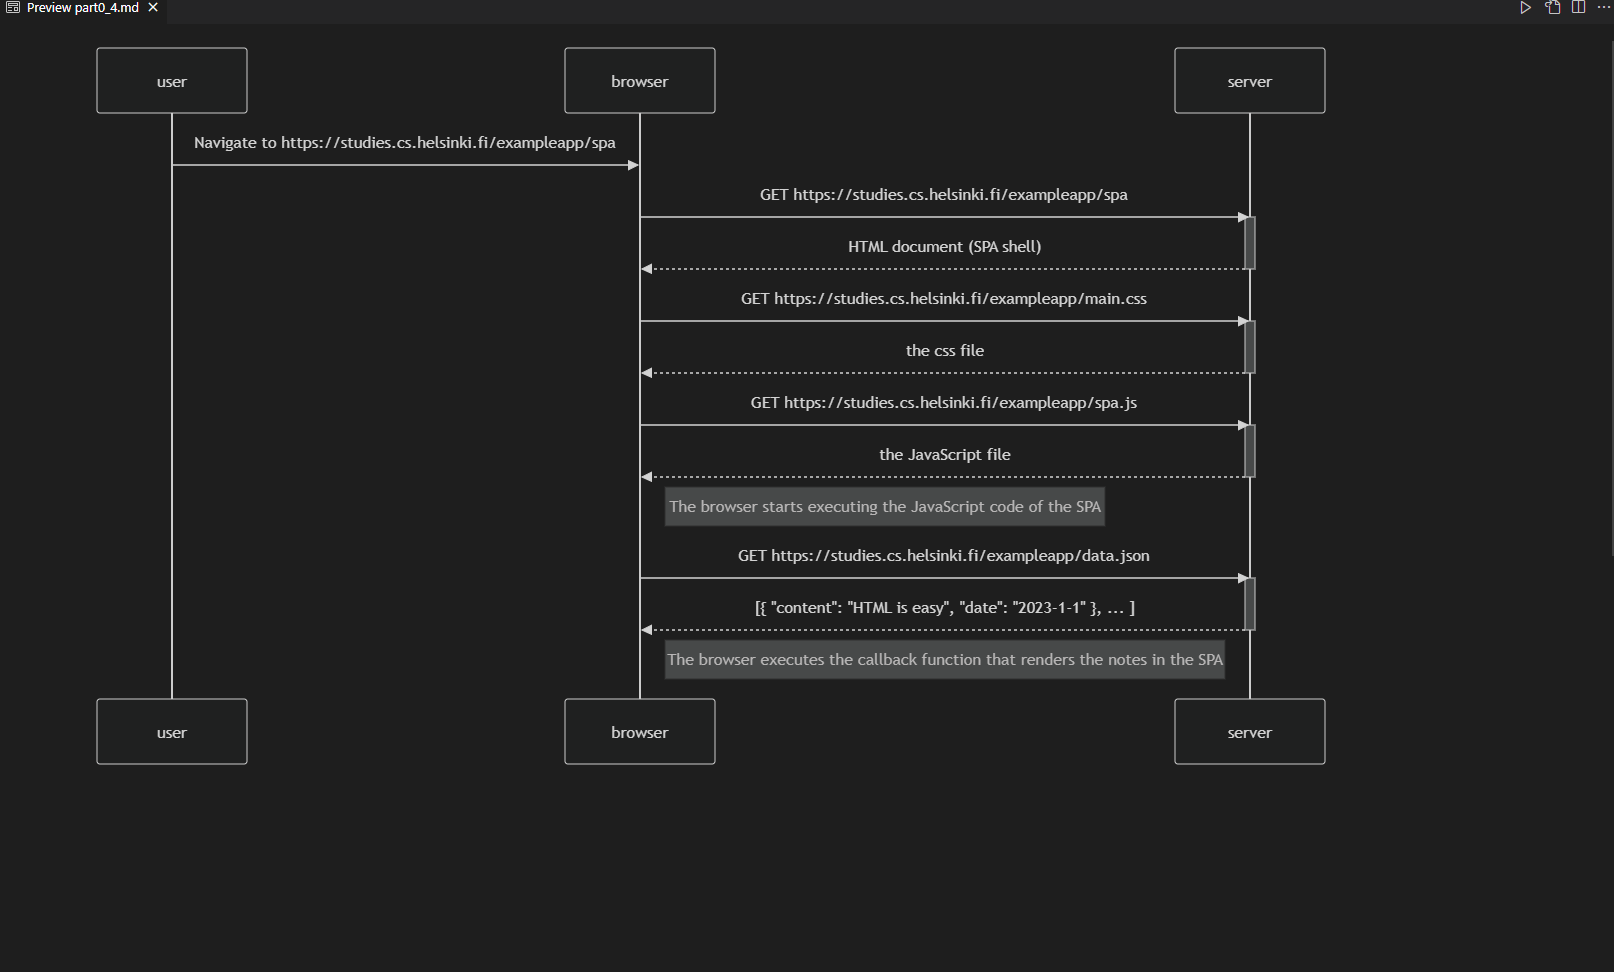 Preview part0_4.md
user
browser
server
Navigate to https://studies.cs.helsinki.fi/exampleapp/spa
GET https://studies.cs.helsinki.fi/exampleapp/spa
HTML document (SPA shell)
GET https://studies.cs.helsinki.fi/exampleapp/main.css
the css file
GET https://studies.cs.helsinki.fi/exampleapp/spa.js
the JavaScript file
The browser starts executing the JavaScript code of the SPA
GET https://studies.cs.helsinki.fi/exampleapp/data.json
[{ "content": "HTML is easy", "date": "2023-1-1" }, ... ]
The browser executes the callback function that renders the notes in the SPA
user
browser
server